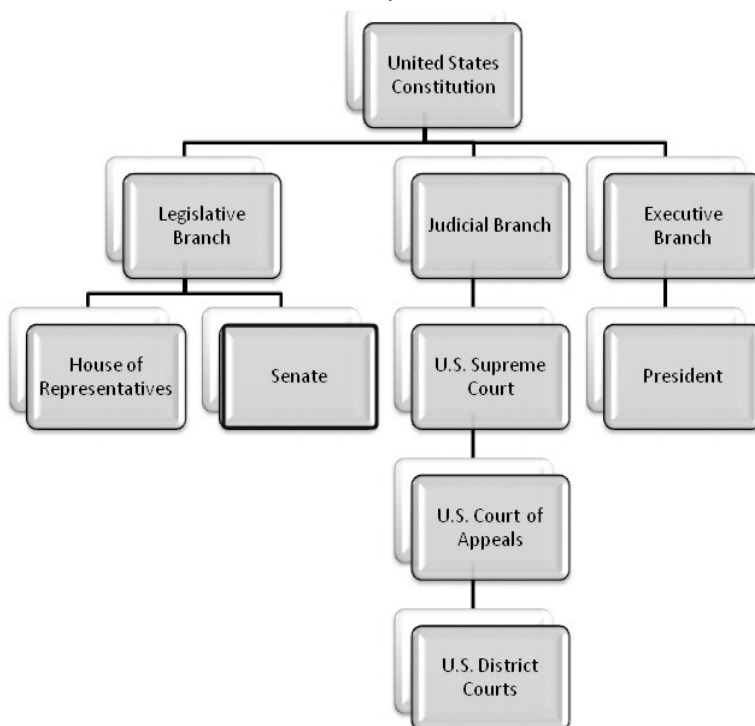 United States
Constitution
Legislative
Branch
Judicial Branch
Executive
Branch
House of
Representatives
Senate
U.S. Supreme
Court
President
U.S. Court of
Appeals
U.S. District
Courts